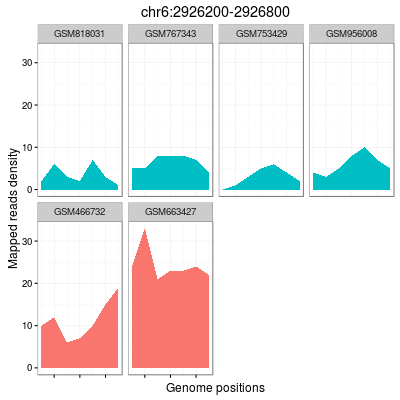 chr6:2926200-2926800
GSM818031 GSM767343 GSM753429 GSM956008
30
20
10
0
Mapped reads density
GSM466732 GSM663427
30
20
10
0
Genome positions